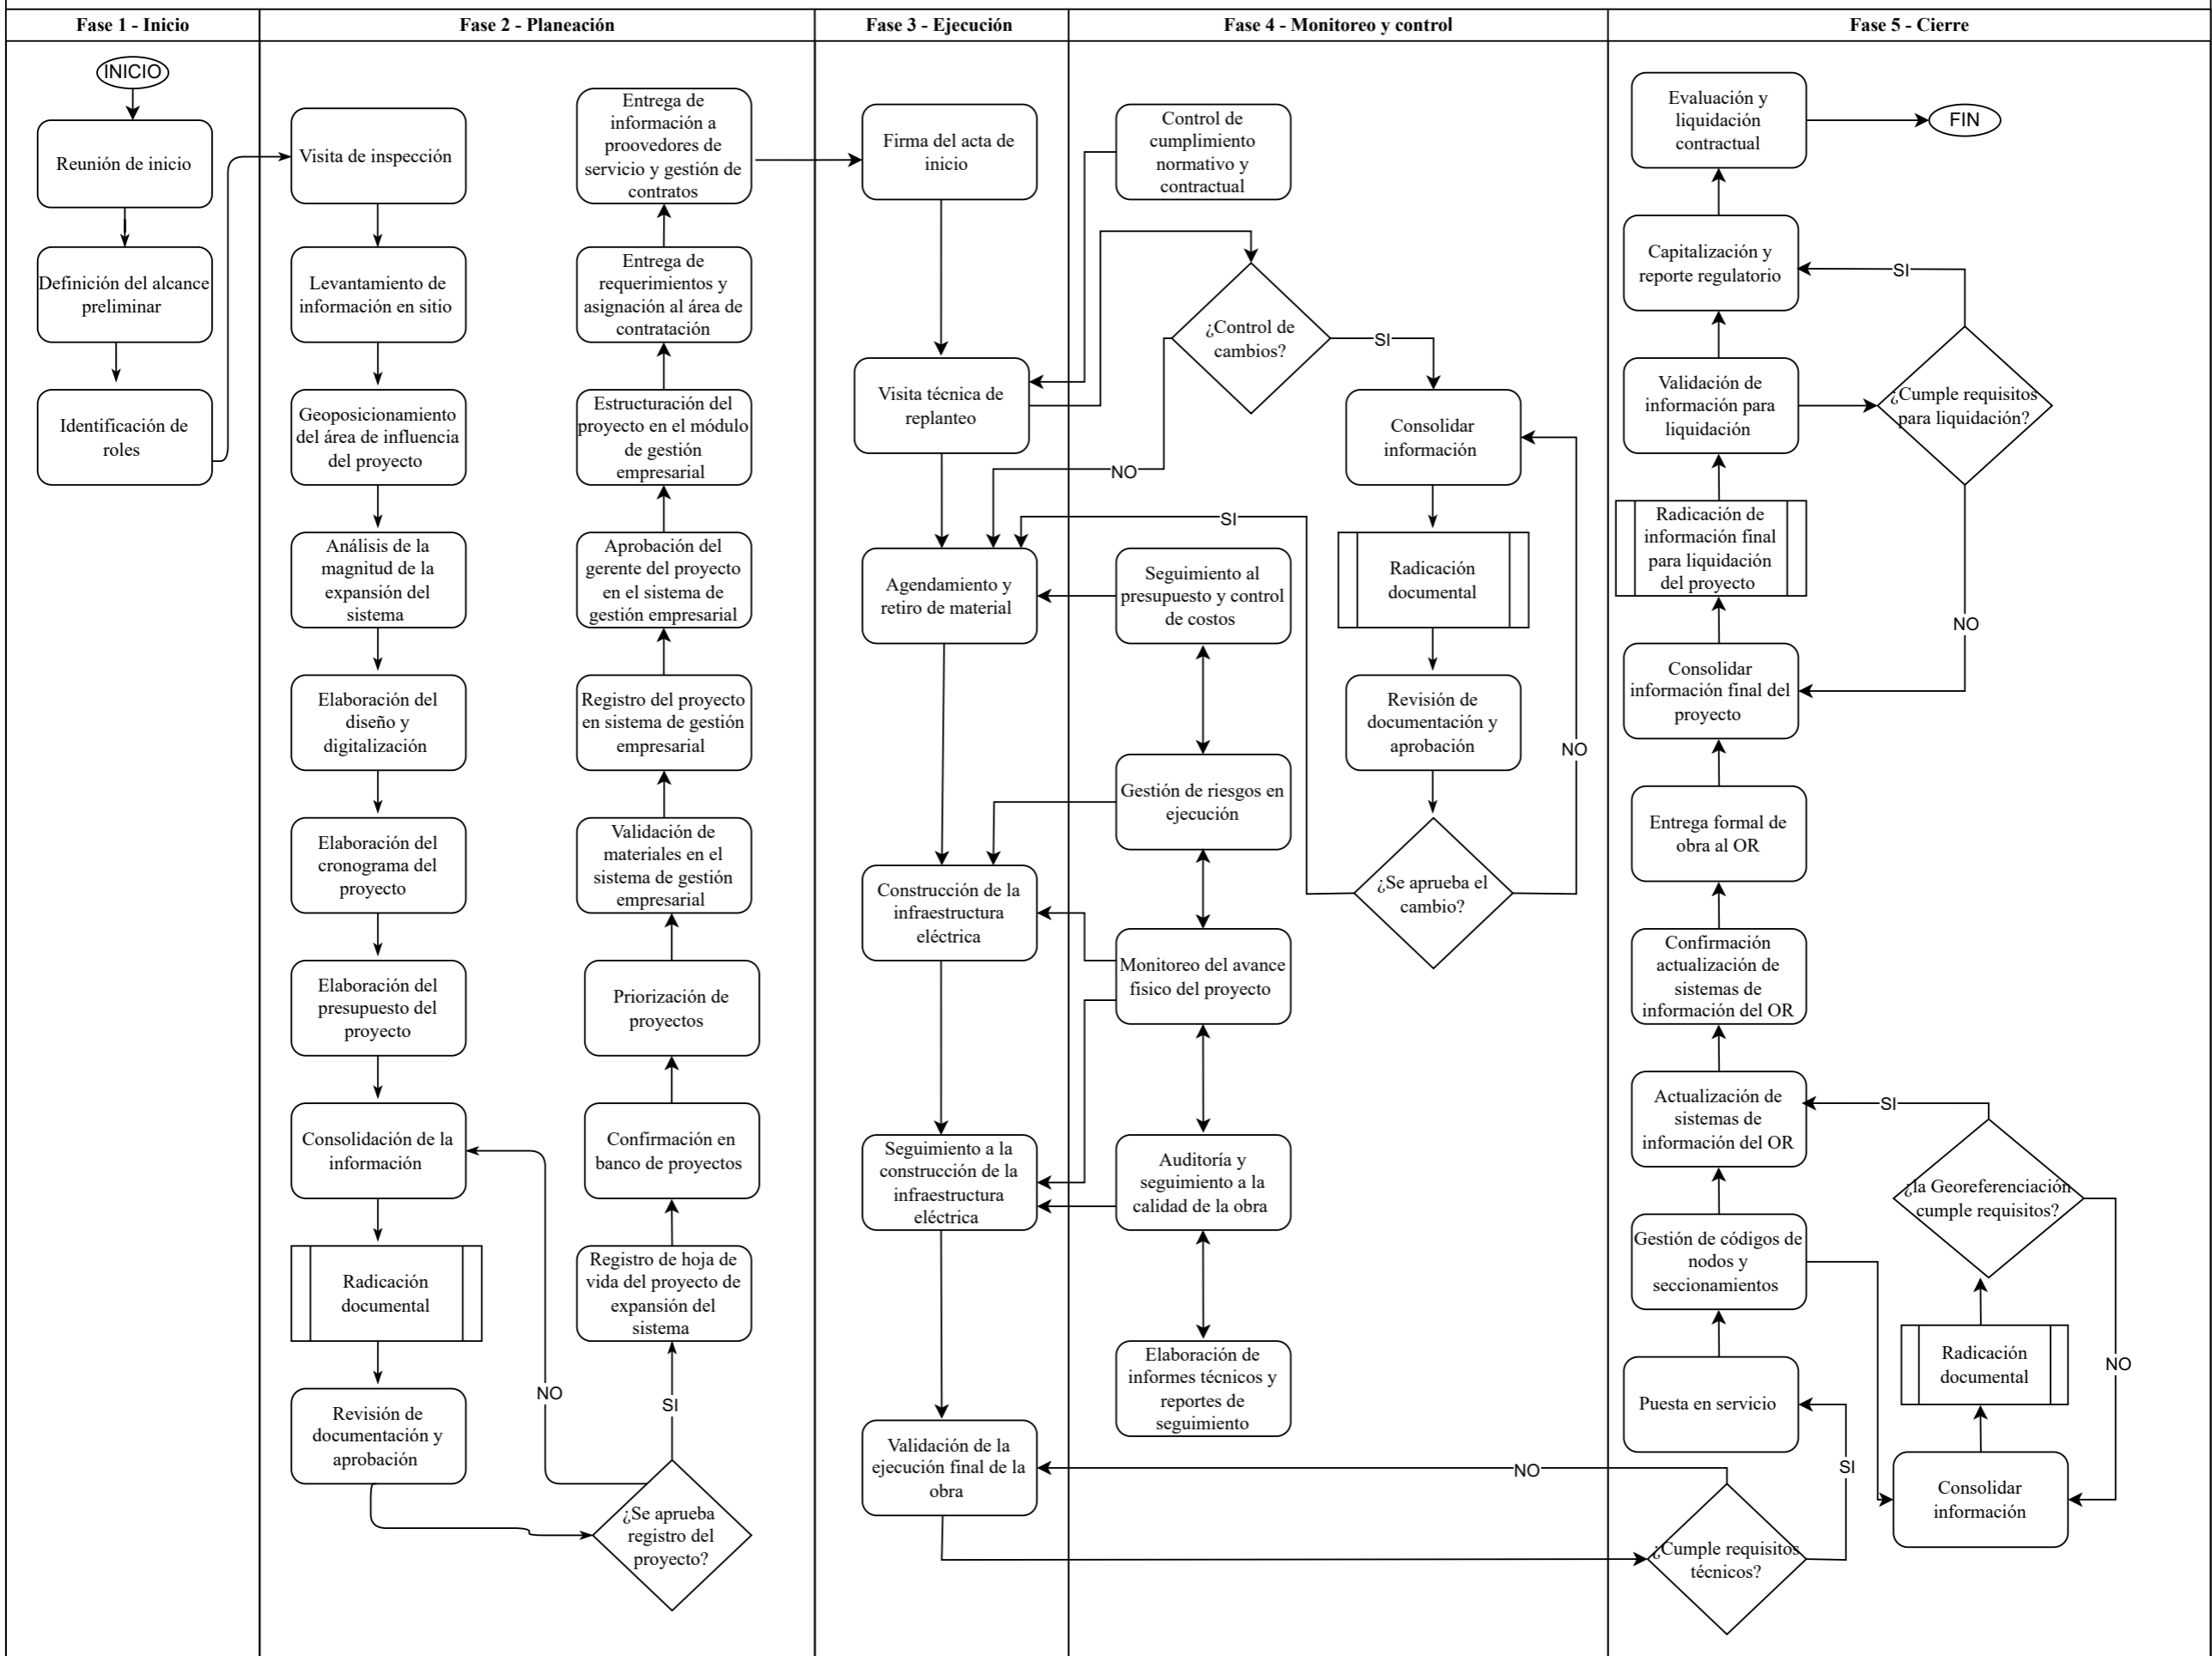 Fase 1 - Inicio
Fase 2 - Planeación
Fase 3 - Ejecución
Fase 4 - Monitoreo y control
Fase 5 - Cierre
INICIO
Reunión de inicio
Definición del alcance
preliminar
Identificación de
roles
Visita de inspección
Levantamiento de
información en sitio
Geoposicionamiento
del área de influencia
del proyecto
Análisis de la
magnitud de la
expansión del
sistema
Elaboración del
diseño y
digitalización
Elaboración del
cronograma del
proyecto
Elaboración del
presupuesto del
proyecto
Consolidación de la
información
Radicación
documental
Revisión de
documentación y
aprobación
¿Se aprueba
registro del
proyecto?
NO
SI
Registro de hoja de
vida del proyecto de
expansión del
sistema
Confirmación en
banco de proyectos
Priorización de
proyectos
Validación de
materiales en el
sistema de gestión
empresarial
Registro del proyecto
en sistema de gestión
empresarial
Aprobación del
gerente del proyecto
en el sistema de
gestión empresarial
Estructuración del
proyecto en el módulo
de gestión
empresarial
Entrega de
requerimientos y
asignación al área de
contratación
Entrega de
información a
proovedores de
servicio y gestión de
contratos
Firma del acta de
inicio
Visita técnica de
replanteo
Agendamiento y
retiro de material
Construcción de la
infraestructura
eléctrica
Seguimiento a la
construcción de la
infraestructura
eléctrica
Validación de la
ejecución final de la
obra
Control de
cumplimiento
normativo y
contractual
¿Control de
cambios?
SI
NO
Consolidar
información
Radicación
documental
Revisión de
documentación y
aprobación
¿Se aprueba el
cambio?
SI
NO
Seguimiento al
presupuesto y control
de costos
Gestión de riesgos en
ejecución
Monitoreo del avance
físico del proyecto
Auditoría y
seguimiento a la
calidad de la obra
Elaboración de
informes técnicos y
reportes de
seguimiento
NO
¿Cumple requisitos
técnicos?
SI
Puesta en servicio
Gestión de códigos de
nodos y
seccionamientos
Consolidar
información
Radicación
documental
¿la Georeferenciación
cumple requisitos?
NO
SI
Actualización de
sistemas de
información del OR
Confirmación
actualización de
sistemas de
información del OR
Entrega formal de
obra al OR
Consolidar
información final del
proyecto
Radicación de
información final
para liquidación
del proyecto
Validación de
información para
liquidación
¿Cumple requisitos
para liquidación?
NO
SI
Capitalización y
reporte regulatorio
Evaluación y
liquidación
contractual
FIN